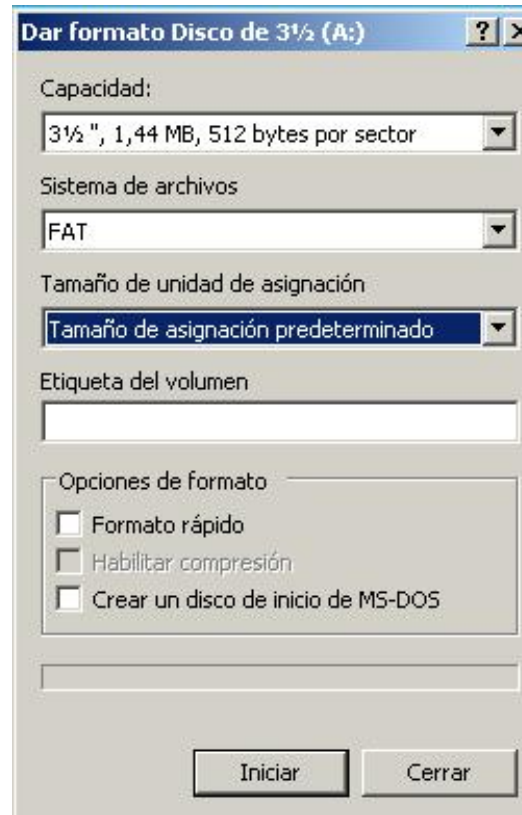 Dar formato Disco de 3½ (A:)
Capacidad:
3½ ", 1,44 MB, 512 bytes por sector
Sistema de archivos
FAT
Tamaño de unidad de asignación
Tamaño de asignación predeterminado
Etiqueta del volumen
Opciones de formato
Formato rápido
Habilitar compresión
Crear un disco de inicio de MS-DOS
Iniciar Cerrar